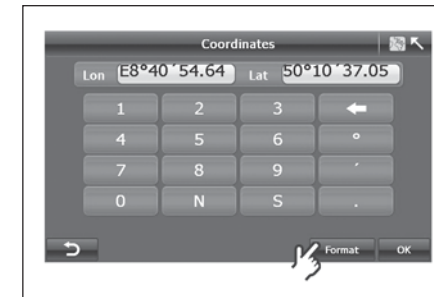 Coordinates
Lon E8°40´54.64 Lat 50°10´37.05
1 2 3
4 5 6 °
7 8 9 ´
0 N S .
Format OK